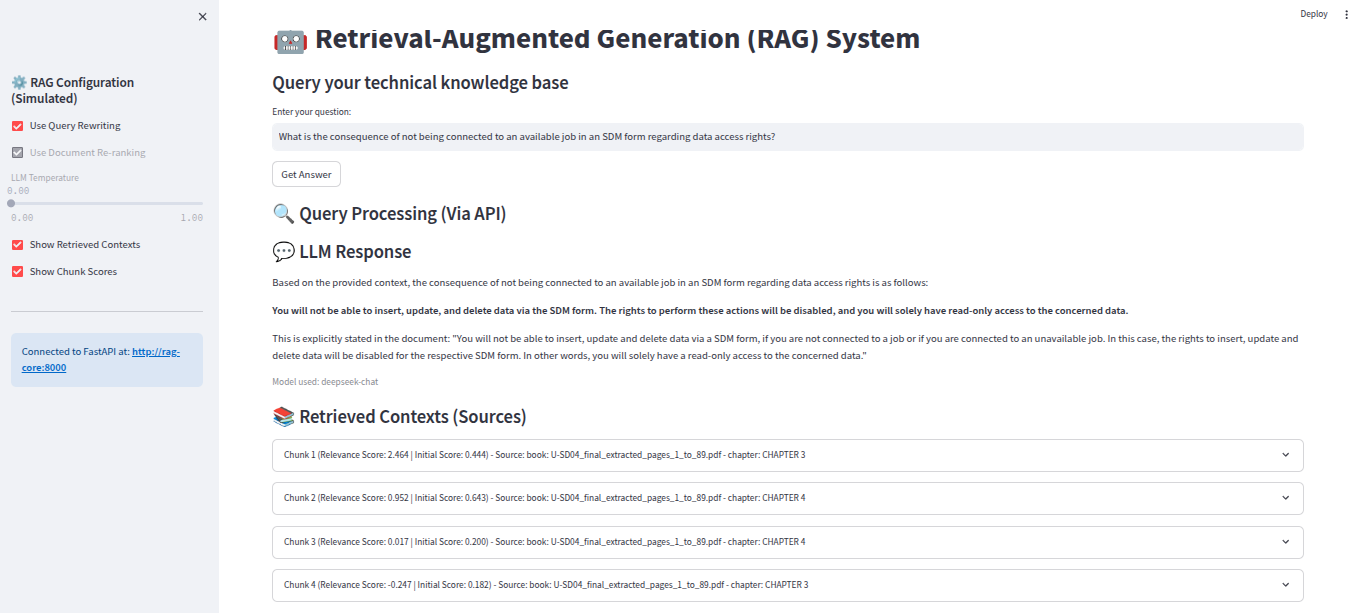 Deploy
RAG Configuration
(Simulated)
Use Query Rewriting
Use Document Re-ranking
LLM Temperature
0.00
0.00 1.00
Show Retrieved Contexts
Show Chunk Scores
Connected to FastAPI at: http://rag-
core:8000
Retrieval-Augmented Generation (RAG) System
Query your technical knowledge base
Enter your question:
What is the consequence of not being connected to an available job in an SDM form regarding data access rights?
Get Answer
Query Processing (Via API)
LLM Response
Based on the provided context, the consequence of not being connected to an available job in an SDM form regarding data access rights is as follows:
You will not be able to insert, update, and delete data via the SDM form. The rights to perform these actions will be disabled, and you will solely have read-only access to the concerned data.
This is explicitly stated in the document: "You will not be able to insert, update and delete data via a SDM form, if you are not connected to a job or if you are connected to an unavailable job. In this case, the rights to insert, update and
delete data will be disabled for the respective SDM form. In other words, you will solely have a read-only access to the concerned data."
Model used: deepseek-chat
Retrieved Contexts (Sources)
Chunk 1 (Relevance Score: 2.464 | Initial Score: 0.444) - Source: book: U-SD04_final_extracted_pages_1_to_89.pdf - chapter: CHAPTER 3
Chunk 2 (Relevance Score: 0.952 | Initial Score: 0.643) - Source: book: U-SD04_final_extracted_pages_1_to_89.pdf - chapter: CHAPTER 4
Chunk 3 (Relevance Score: 0.017 | Initial Score: 0.200) - Source: book: U-SD04_final_extracted_pages_1_to_89.pdf - chapter: CHAPTER 4
Chunk 4 (Relevance Score: -0.247 | Initial Score: 0.182) - Source: book: U-SD04_final_extracted_pages_1_to_89.pdf - chapter: CHAPTER 3